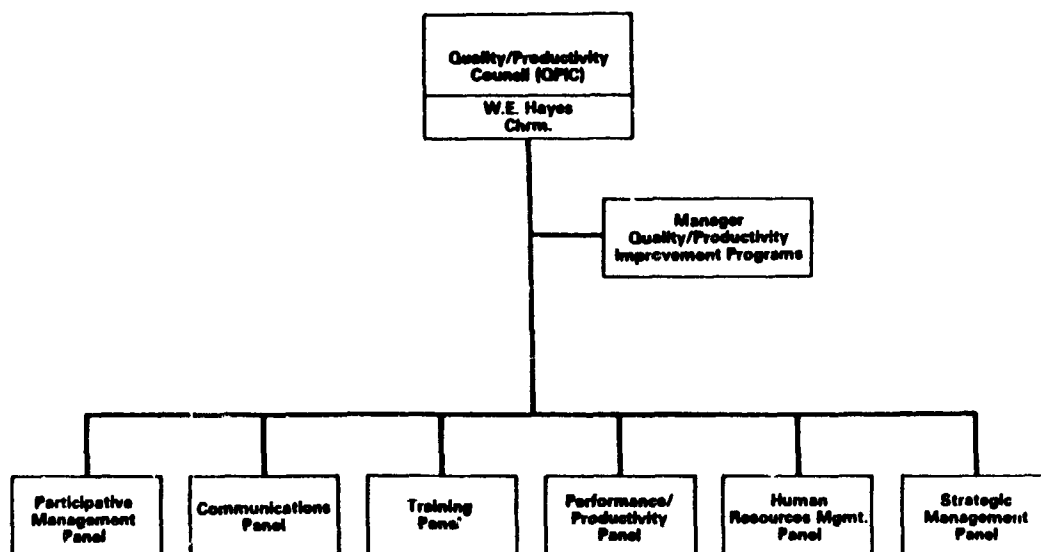 Quality/Productivity
Council (QPIC)
W.E. Hayes
Chrm.
Manager
Quality/Productivity
Improvement Programs
Participative
Management
Panel
Communications
Panel
Training
Panel
Performance/
Productivity
Panel
Human
Resources Mgmt.
Panel
Strategic
Management
Panel